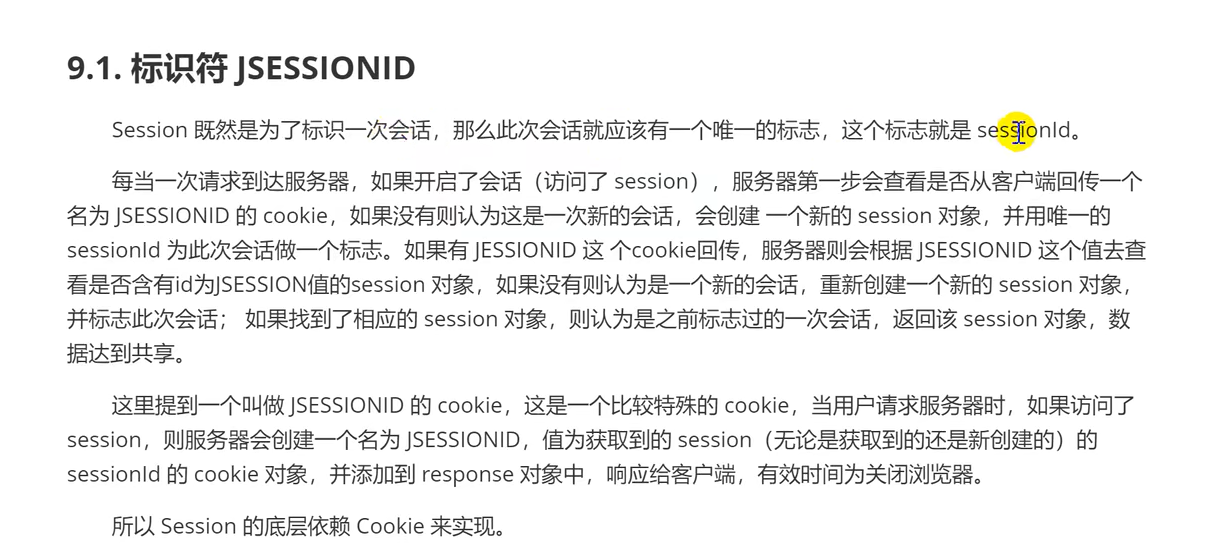 9.1. 标识符 JSESSIONID
Session 既然是为了标识一次会话，那么此次会话就应该有一个唯一的标志，这个标志就是 sessionId。
每当一次请求到达服务器，如果开启了会话（访问了 session），服务器第一步会查看是否从客户端回传一个
名为 JSESSIONID 的 cookie，如果没有则认为这是一次新的会话，会创建 一个新的 session 对象，并用唯一的
sessionId 为此次会话做一个标志。如果有 JESSIONID 这 个cookie回传，服务器则会根据 JSESSIONID 这个值去查
看是否含有id为JSESSION值的session 对象，如果没有则认为是一个新的会话，重新创建一个新的 session 对象，
并标志此次会话； 如果找到了相应的 session 对象，则认为是之前标志过的一次会话，返回该 session 对象，数
据达到共享。
这里提到一个叫做 JSESSIONID 的 cookie，这是一个比较特殊的 cookie，当用户请求服务器时，如果访问了
session，则服务器会创建一个名为 JSESSIONID，值为获取到的 session（无论是获取到的还是新创建的）的
sessionId 的 cookie 对象，并添加到 response 对象中，响应给客户端，有效时间为关闭浏览器。
所以 Session 的底层依赖 Cookie 来实现。